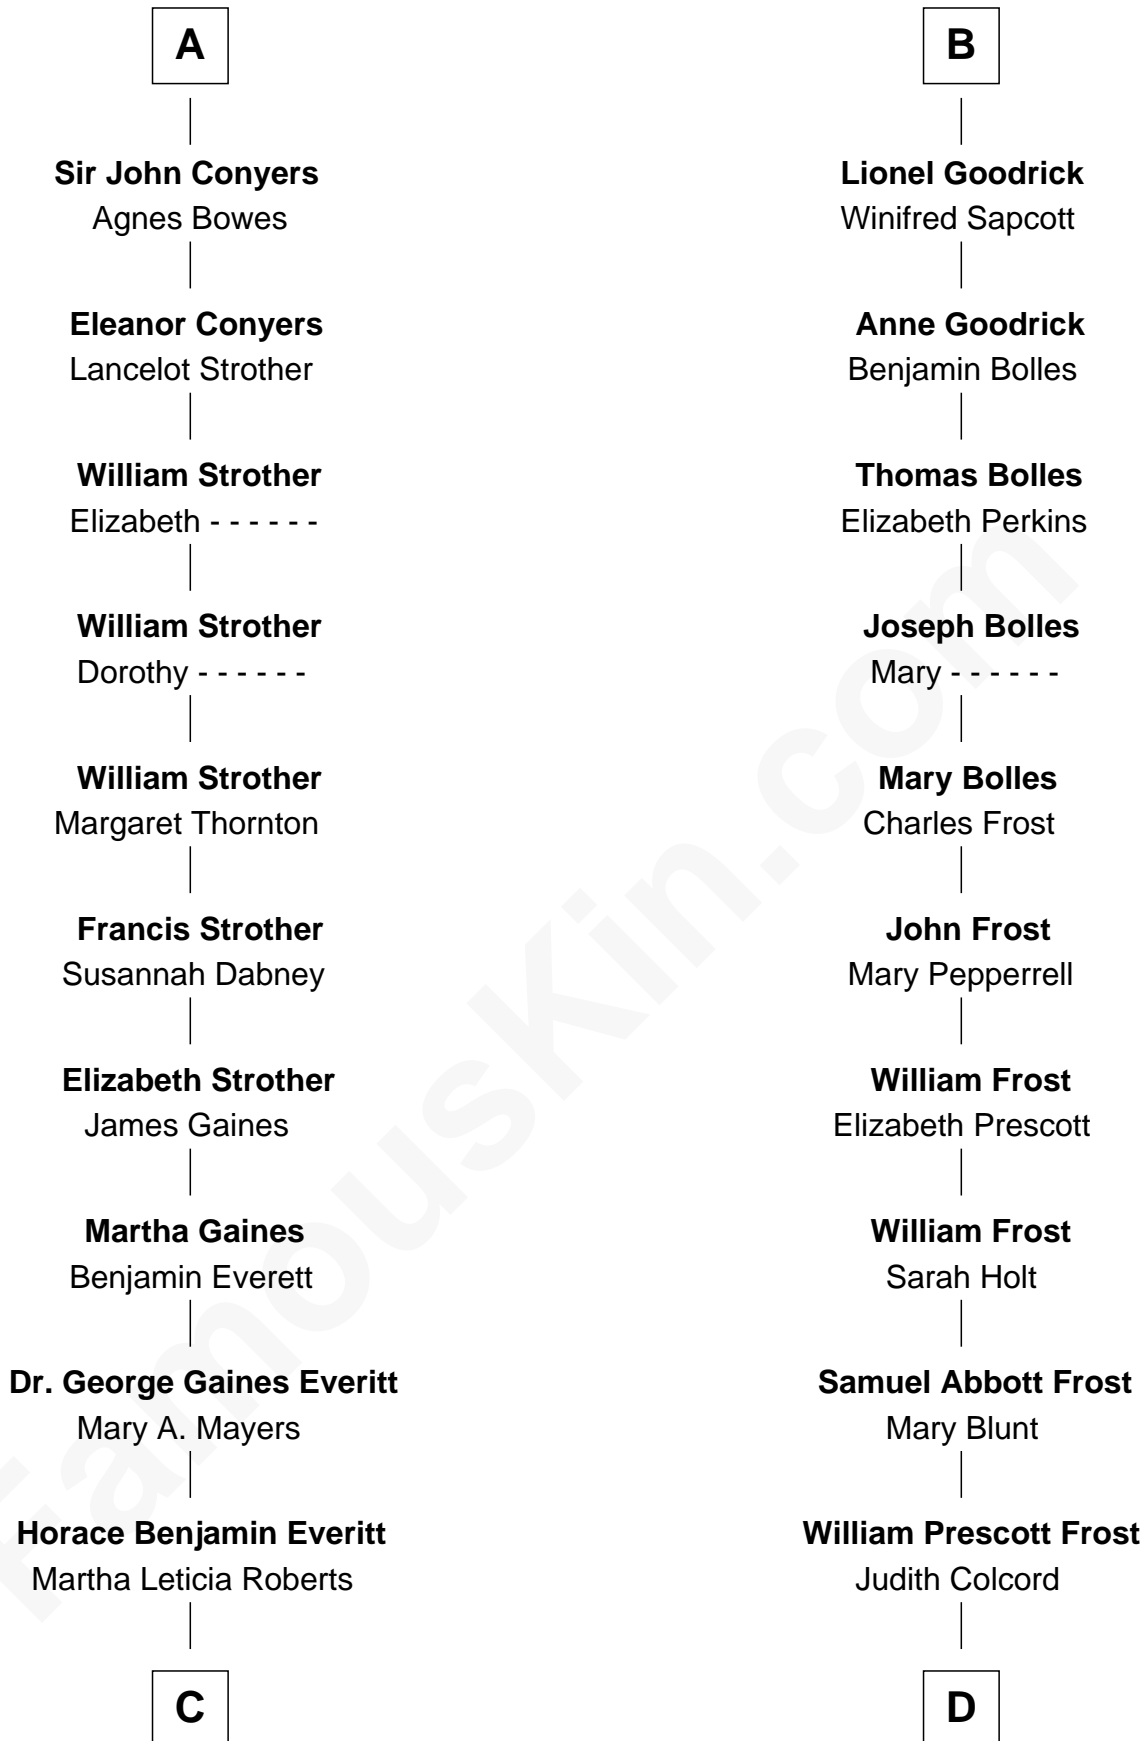 A
Sir John Conyers
Agnes Bowes
Eleanor Conyers
Lancelot Strother
William Strother
Elizabeth - - - - - -
William Strother
Dorothy - - - - - -
William Strother
Margaret Thornton
Francis Strother
Susannah Dabney
Elizabeth Strother
James Gaines
Martha Gaines
Benjamin Everett
Dr. George Gaines Everitt
Mary A. Mayers
Horace Benjamin Everitt
Martha Leticia Roberts
C
B
Lionel Goodrick
Winifred Sapcott
Anne Goodrick
Benjamin Bolles
Thomas Bolles
Elizabeth Perkins
Joseph Bolles
Mary - - - - - -
Mary Bolles
Charles Frost
John Frost
Mary Pepperrell
William Frost
Elizabeth Prescott
William Frost
Sarah Holt
Samuel Abbott Frost
Mary Blunt
William Prescott Frost
Judith Colcord
D
FamousKin.com